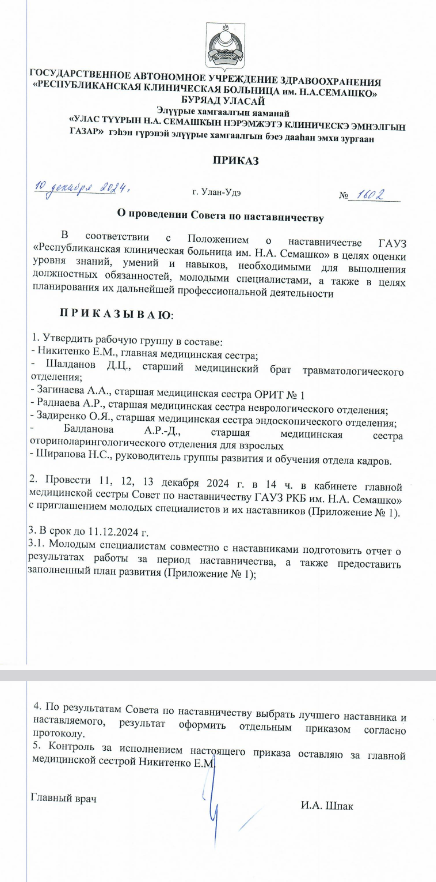 ГОСУДАРСТВЕННОЕ АВТОНОМНОЕ УЧРЕЖДЕНИЕ ЗДРАВООХРАНЕНИЯ
«РЕСПУБЛИКАНСКАЯ КЛИНИЧЕСКАЯ БОЛЬНИЦА им. Н.А.СЕМАШКО»
БУРЯАД УЛАСАЙ
Элүүрые хамгаалгын яаманай
«УЛАС ТҮҮРЫН Н.А. СЕМАШКЫН НЭРЭМЖЭТЭ КЛИНИЧЕСКЭ ЭМНЭЛГЫН
ГАЗАР» гэһэн гүрэнэй элүүрые хамгаалгын бэеэ дааһан эмхи зургаан
ПРИКАЗ
10 декабря 2024г. г. Улан-Удэ № 1602
О проведении Совета по наставничеству
В соответствии с Положением о наставничестве ГАУЗ
«Республиканская клиническая больница им. Н.А. Семашко» в целях оценки
уровня знаний, умений и навыков, необходимыми для выполнения
должностных обязанностей, молодыми специалистами, а также в целях
планирования их дальнейшей профессиональной деятельности
П Р И К А З Ы В А Ю:
1. Утвердить рабочую группу в составе:
- Никитенко Е.М., главная медицинская сестра;
- Шалданов Д.Ц., старший медицинский брат травматологического
отделения;
- Загинаева А.А., старшая медицинская сестра ОРИТ № 1
- Раднаева А.Р., старшая медицинская сестра неврологического отделения;
- Задиренко О.Я., старшая медицинская сестра эндоскопического отделения;
- Балданова А.Р.-Д., старшая медицинская сестра
оториноларингологического отделения для взрослых
- Ширапова Н.С., руководитель группы развития и обучения отдела кадров.
2. Провести 11, 12, 13 декабря 2024 г. в 14 ч. в кабинете главной
медицинской сестры Совет по наставничеству ГАУЗ РКБ им. Н.А. Семашко»
с приглашением молодых специалистов и их наставников (Приложение № 1).
3. В срок до 11.12.2024 г.
3.1. Молодым специалистам совместно с наставниками подготовить отчет о
результатах работы за период наставничества, а также предоставить
заполненный план развития (Приложение № 1);
4. По результатам Совета по наставничеству выбрать лучшего наставника и
наставляемого, результат оформить отдельным приказом согласно
протоколу.
5. Контроль за исполнением настоящего приказа оставляю за главной
медицинской сестрой Никитенко Е.М.
Главный врач И.А. Шпак